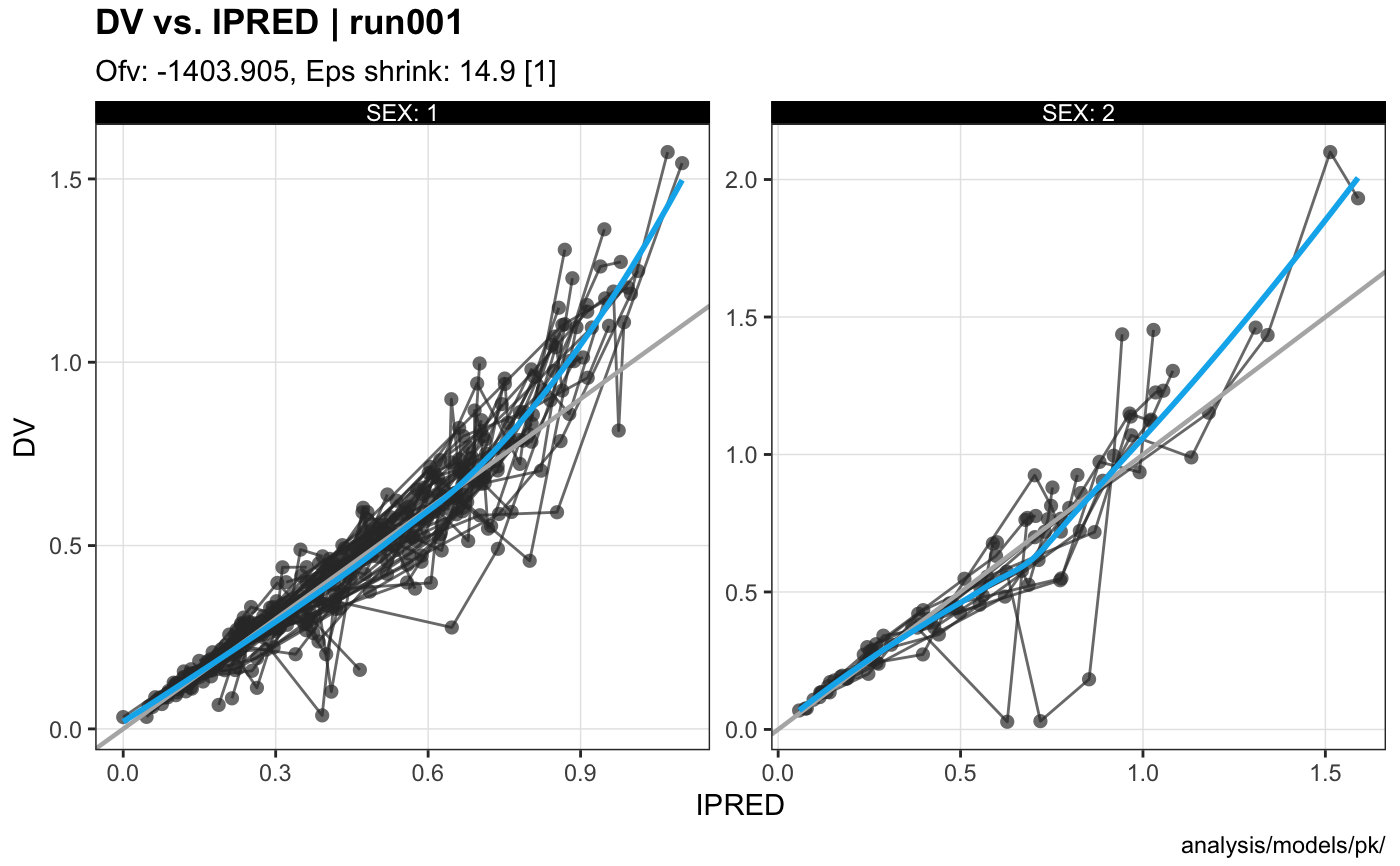 DV vs. IPRED | run001
Ofv: -1403.905, Eps shrink: 14.9 [1]
SEX: 1
SEX: 2
1.5
1.0
0.5
0.0
2.0
1.5
1.0
0.5
0.0
DV
0.0 0.3 0.6 0.9
0.0 0.5 1.0 1.5
IPRED
analysis/models/pk/